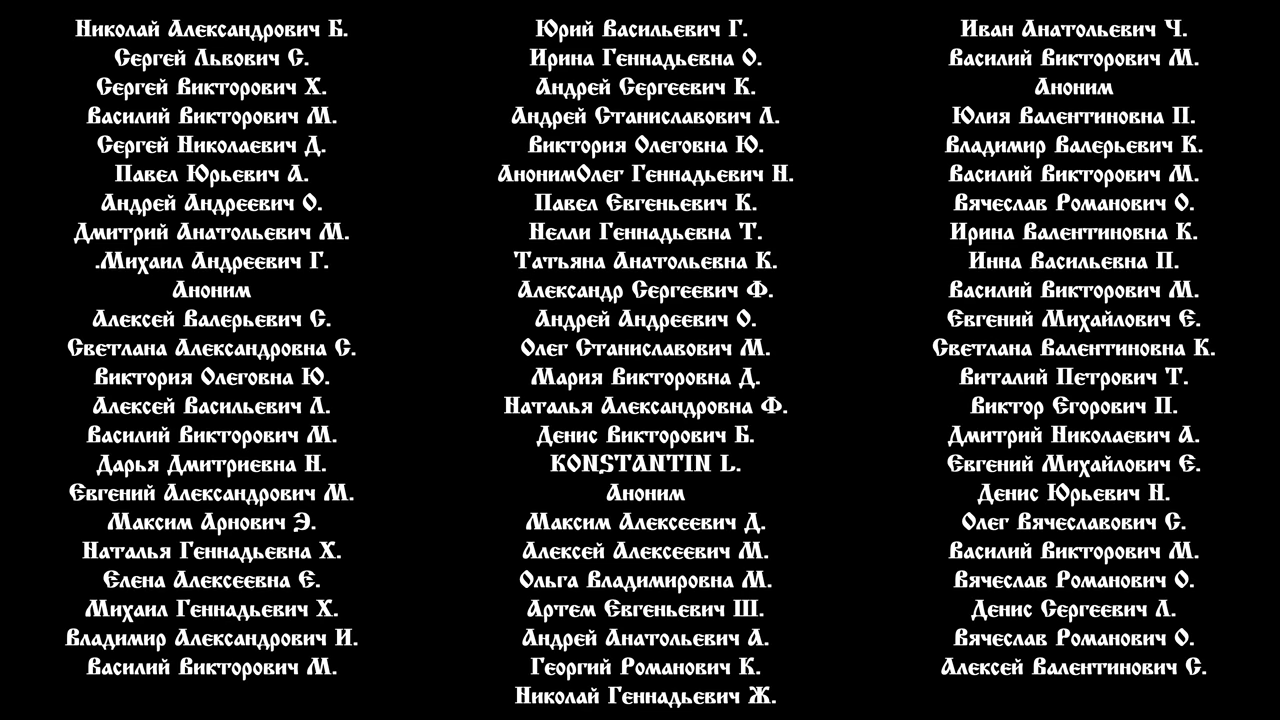 Николай Александрович Б.
Сергей Львович С.
Сергей Викторович Х.
Василий Викторович М.
Сергей Николаевич Д.
Павел Юрьевич А.
Андрей Андреевич О.
Дмитрий Анатольевич М.
.Михаил Андреевич Г.
Аноним
Алексей Валерьевич С.
Светлана Александровна С.
Виктория Олеговна Ю.
Алексей Васильевич Л.
Василий Викторович М.
Дарья Дмитриевна Н.
Евгений Александрович М.
Максим Арнович Э.
Наталья Геннадьевна Х.
Елена Алексеевна Е.
Михаил Геннадьевич Х.
Владимир Александрович И.
Василий Викторович М.
Юрий Васильевич Г.
Ирина Геннадьевна О.
Андрей Сергеевич К.
Андрей Станиславович Л.
Виктория Олеговна Ю.
АнонимОлег Геннадьевич Н.
Павел Евгеньевич К.
Нелли Геннадьевна Т.
Татьяна Анатольевна К.
Александр Сергеевич Ф.
Андрей Андреевич О.
Олег Станиславович М.
Мария Викторовна Д.
Наталья Александровна Ф.
Денис Викторович Б.
KONSTANTIN L.
Аноним
Максим Алексеевич Д.
Алексей Алексеевич М.
Ольга Владимировна М.
Артем Евгеньевич Ш.
Андрей Анатольевич А.
Георгий Романович К.
Николай Геннадьевич Ж.
Иван Анатольевич Ч.
Василий Викторович М.
Аноним
Юлия Валентиновна П.
Владимир Валерьевич К.
Василий Викторович М.
Вячеслав Романович О.
Ирина Валентиновна К.
Инна Васильевна П.
Василий Викторович М.
Евгений Михайлович Е.
Светлана Валентиновна К.
Виталий Петрович Т.
Виктор Егорович П.
Дмитрий Николаевич А.
Евгений Михайлович Е.
Денис Юрьевич Н.
Олег Вячеславович С.
Василий Викторович М.
Вячеслав Романович О.
Денис Сергеевич Л.
Вячеслав Романович О.
Алексей Валентинович С.